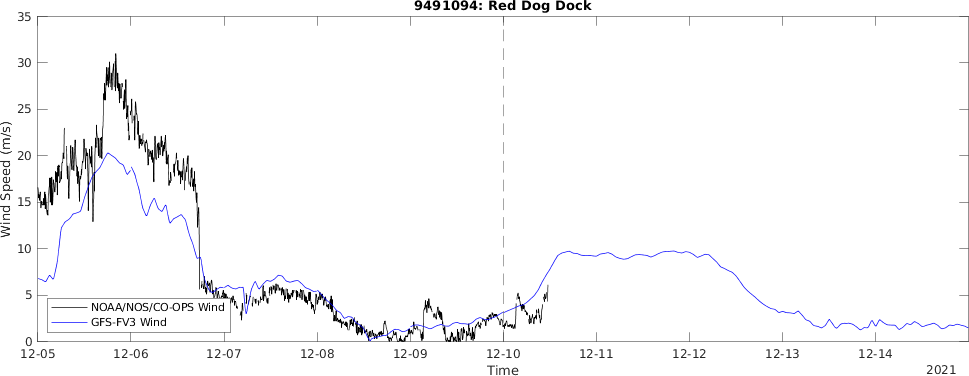 9491094: Red Dog Dock
35
30
25
20
15
10
5
0
Wind Speed (m/s)
NOAA/NOS/CO-OPS Wind
GFS-FV3 Wind
12-05 12-06 12-07 12-08 12-09 12-10 12-11 12-12 12-13 12-14
Time
2021